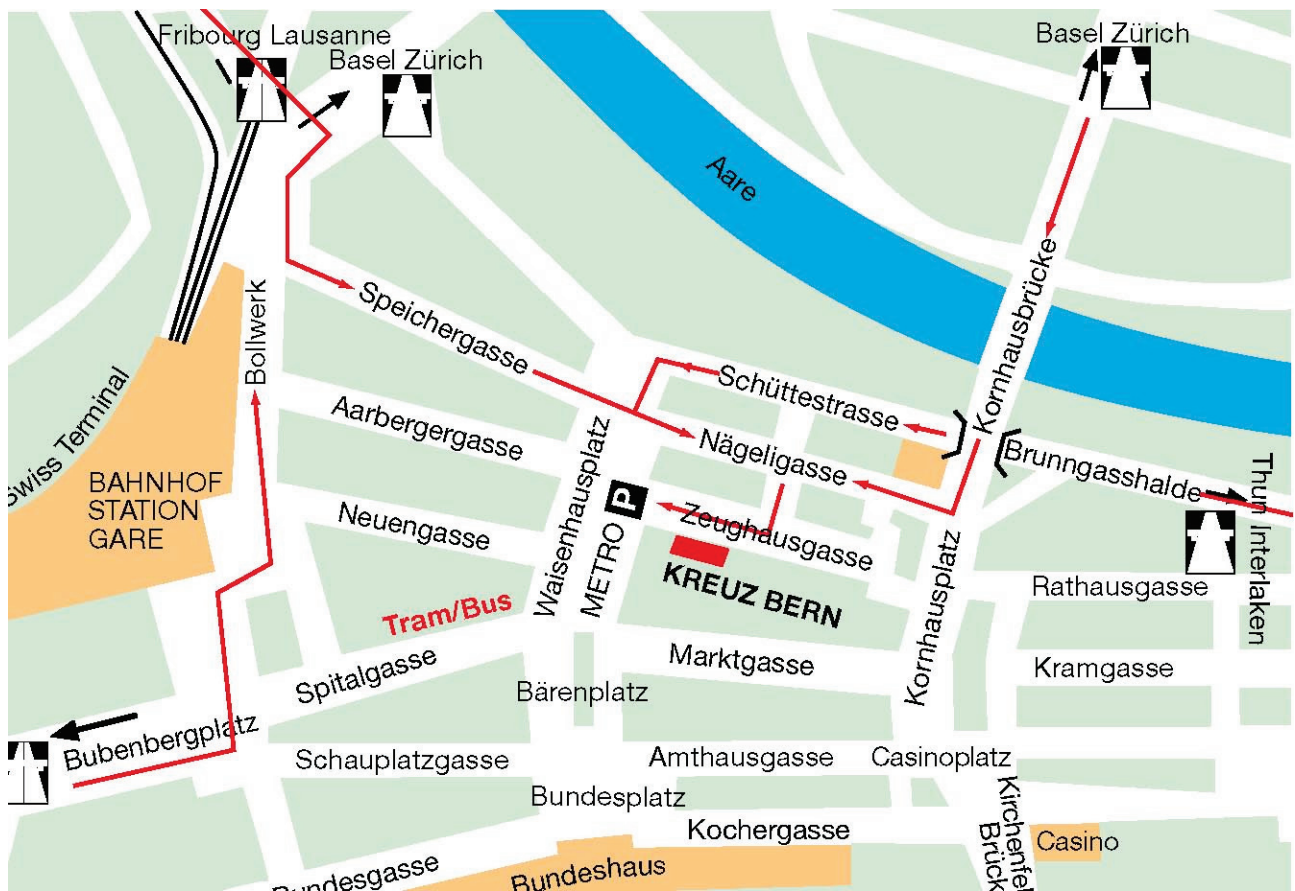 Fribourg Lausanne
Basel Zürich
Basel Zürich
Aare
Kornhausbrücke
Speichergasse
Bollwerk
Swiss Terminal
Schüttestrasse
Aarbergergasse
Nägeligasse
Brunngasshalde
Thun Interlaken
BAHNHOF
STATION
GARE
Neuengasse
Waisenhausplatz
METRO P
Zeughausgasse
KREUZ BERN
Kornhausplatz
Rathausgasse
Tram/Bus
Spitalgasse
Marktgasse
Kramgasse
Bärenplatz
Bubenbergplatz
Schauplatzgasse
Amthausgasse
Casinoplatz
Bundesplatz
Kochergasse
Kirchenfel
Brück
Casino
Bundesgasse
Bundeshaus